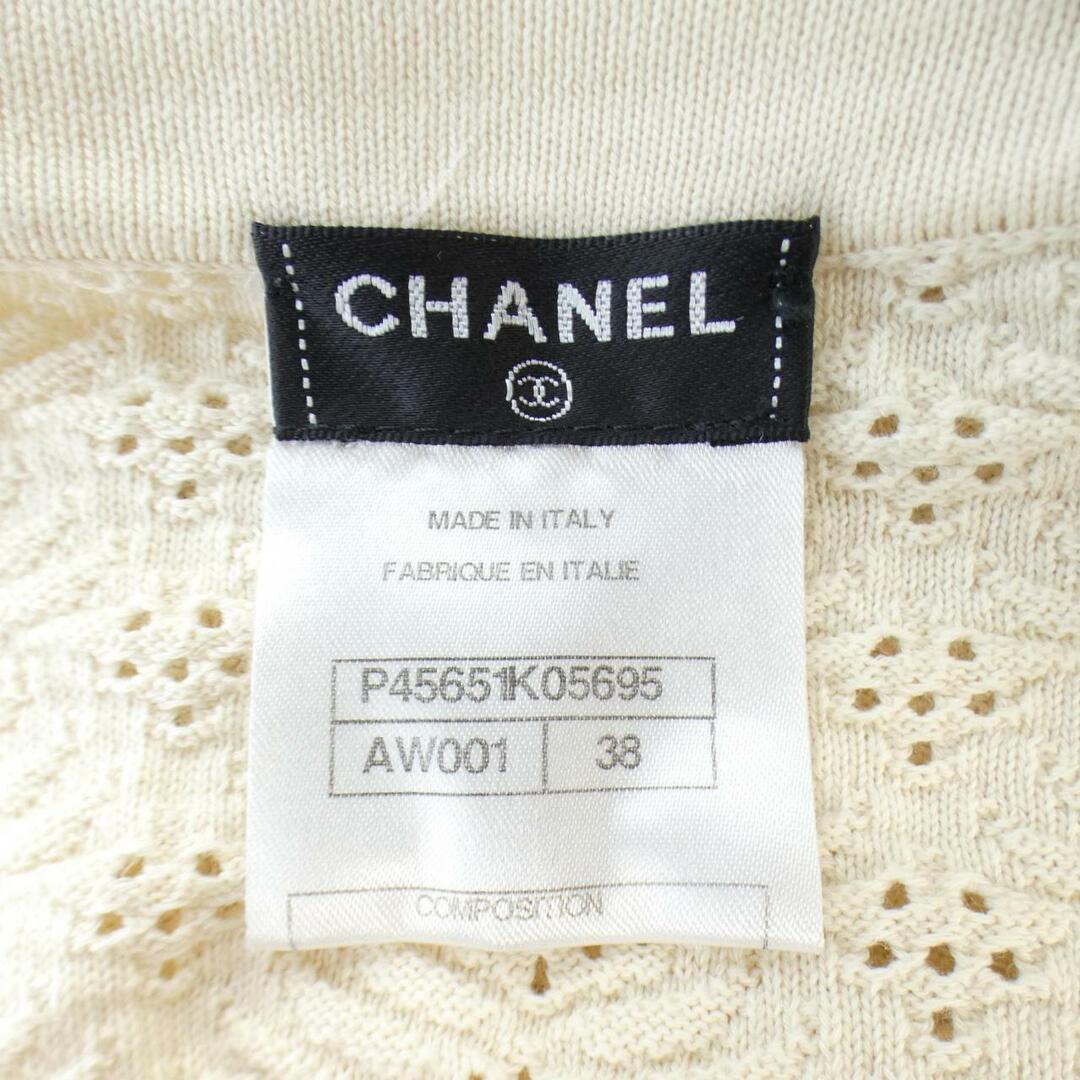 CHANEL
MADE IN ITALY
FABRIQUE EN ITALIE
P45651K05695
AW001 38
COMPOSITION